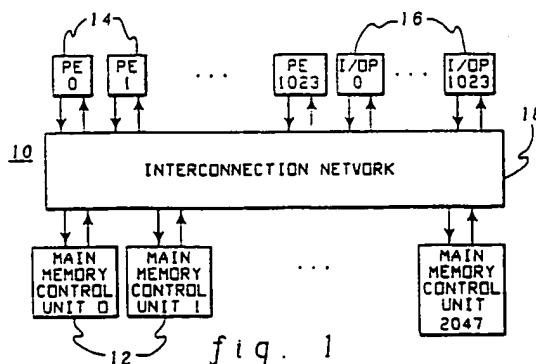 14
16
PE
0
PE
1
...
PE
1023
I/OP
0
...
I/OP
1023
18
10
INTERCONNECTION NETWORK
MAIN
MEMORY
CONTROL
UNIT 0
MAIN
MEMORY
CONTROL
UNIT 1
...
MAIN
MEMORY
CONTROL
UNIT
2047
12
fig. 1